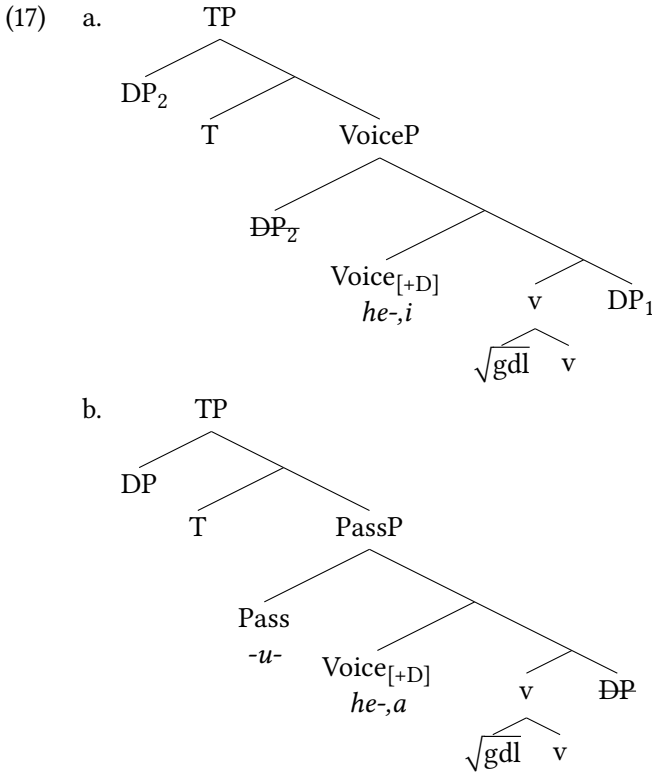 (17) a. TP
DP₂
T VoiceP
DP₂
Voice[+D] v DP₁
he-,i
√gdl v
b. TP
DP
T PassP
Pass
-u- Voice[+D] v DP
he-,a
√gdl v